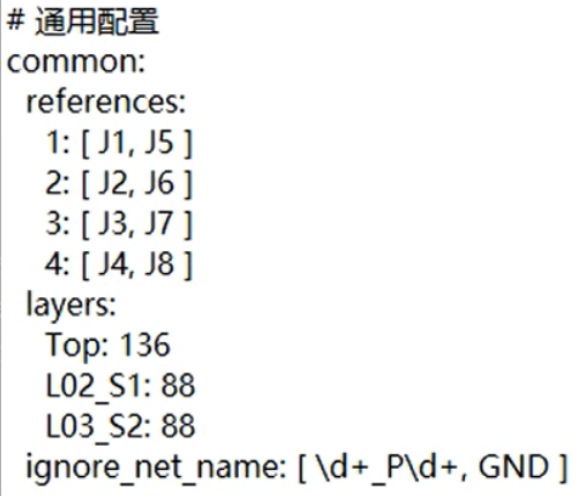 # 通用配置
common:
  references:
    1: [ J1, J5 ]
    2: [ J2, J6 ]
    3: [ J3, J7 ]
    4: [ J4, J8 ]
  layers:
    Top: 136
    L02_S1: 88
    L03_S2: 88
  ignore_net_name: [ \d+_P\d+, GND ]